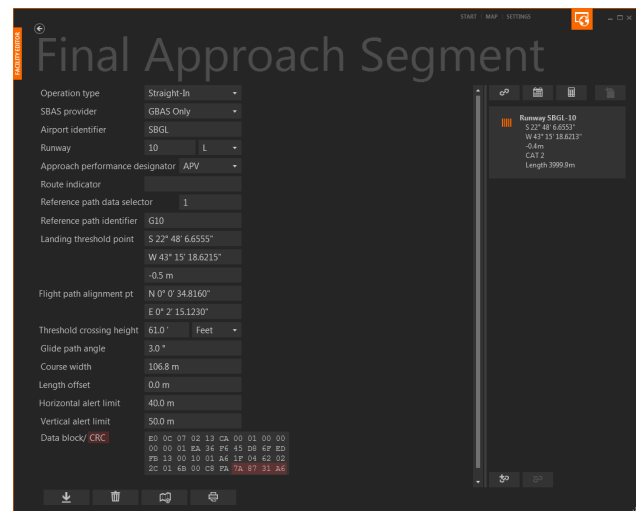 START | MAP | SETTINGS
FACILITY EDITOR
Final Approach Segment
Operation type Straight-In
SBAS provider GBAS Only
Airport identifier SBGL
Runway 10 L
Approach performance designator APV
Route indicator
Reference path data selector 1
Reference path identifier G10
Landing threshold point S 22° 48' 6.6555"
W 43° 15' 18.6215"
-0.5 m
Flight path alignment pt N 0° 0' 34.8160"
E 0° 2' 15.1230"
Threshold crossing height 61.0 ' Feet
Glide path angle 3.0 °
Course width 106.8 m
Length offset 0.0 m
Horizontal alert limit 40.0 m
Vertical alert limit 50.0 m
Data block/ CRC E0 0C 07 02 13 CA 00 01 00 00
00 00 01 EA 36 F6 45 D8 6F ED
FB 13 00 10 01 A6 1F 04 62 02
2C 01 6B 00 C8 FA 7A 87 31 A6
Runway SBGL-10
S 22° 48' 6.6553"
W 43° 15' 18.6213"
-0.4m
CAT 2
Length 3999.9m